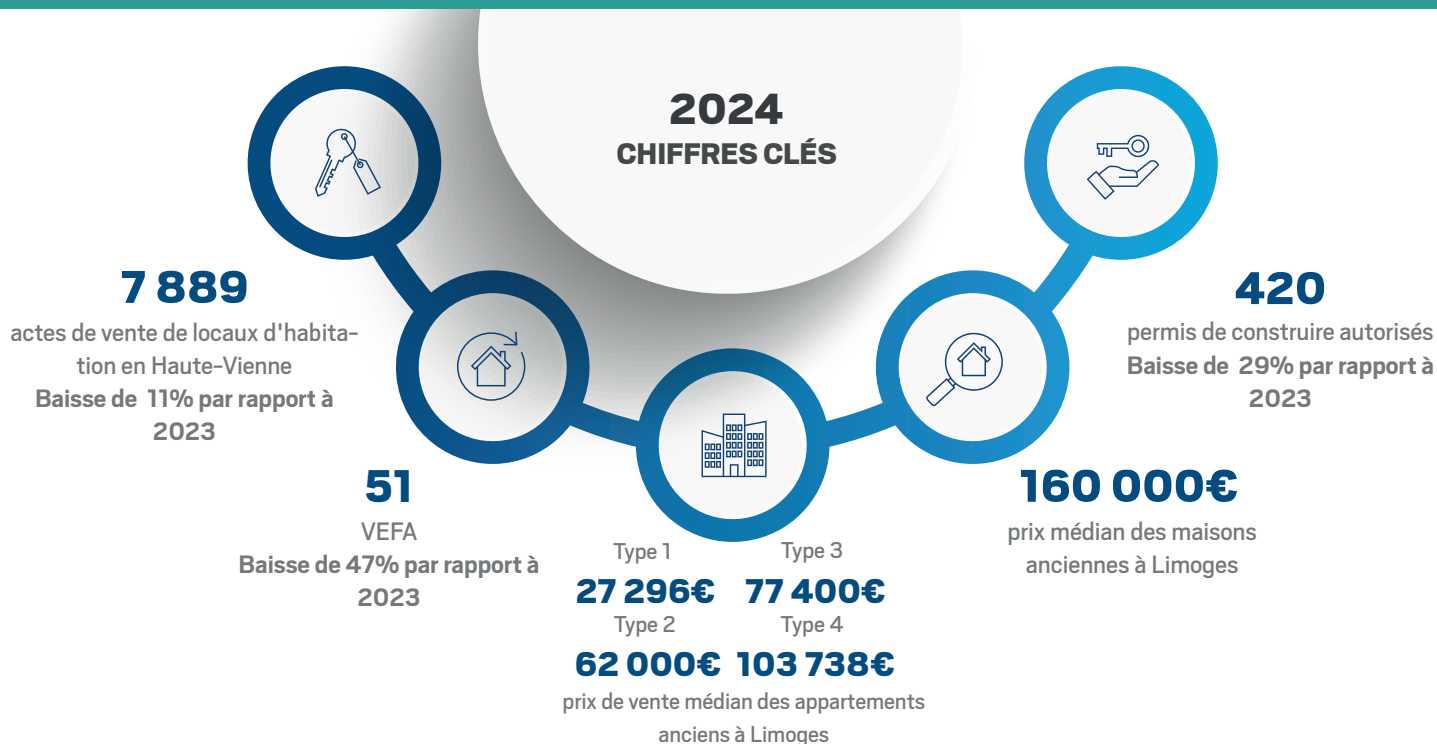 2024
CHIFFRES CLÉS
7 889
actes de vente de locaux d'habita-
tion en Haute-Vienne
Baisse de 11% par rapport à
2023
51
VEFA
Baisse de 47% par rapport à
2023
Type 1
27 296€
Type 2
62 000€
Type 3
77 400€
Type 4
103 738€
prix de vente médian des appartements
anciens à Limoges
160 000€
prix médian des maisons
anciennes à Limoges
420
permis de construire autorisés
Baisse de 29% par rapport à
2023